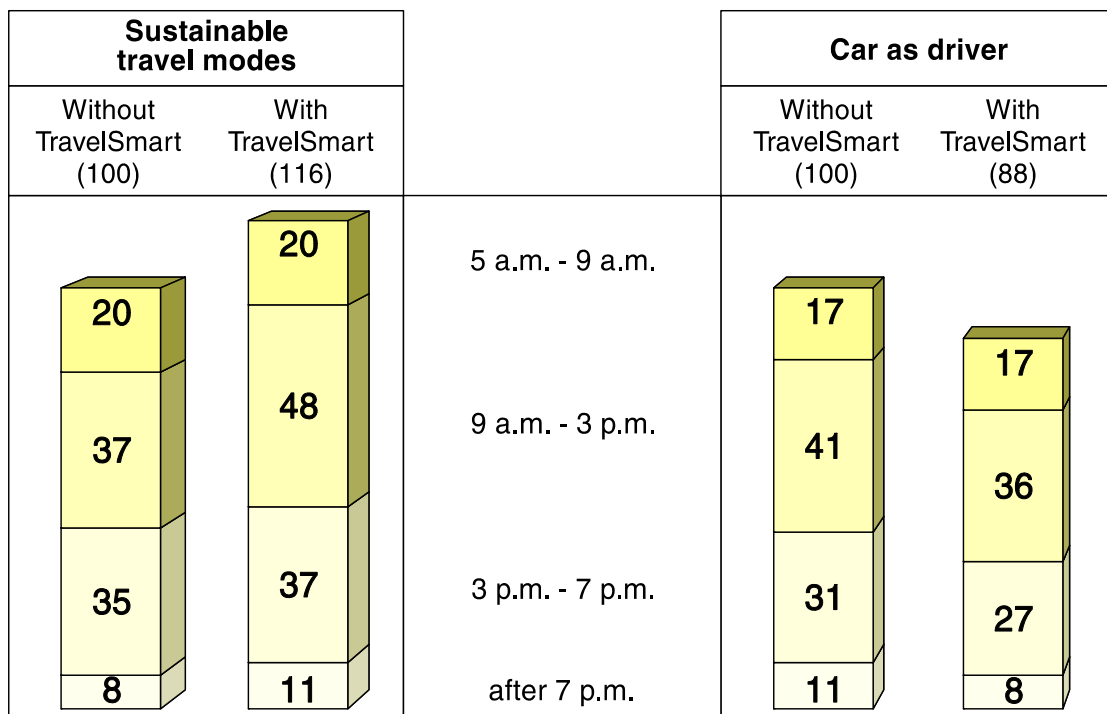 Sustainable
travel modes
Car as driver
Without
TravelSmart
(100)
With
TravelSmart
(116)
Without
TravelSmart
(100)
With
TravelSmart
(88)
20
20
5 a.m. - 9 a.m.
17
17
37
48
9 a.m. - 3 p.m.
41
36
35
37
3 p.m. - 7 p.m.
31
27
8
11
after 7 p.m.
11
8